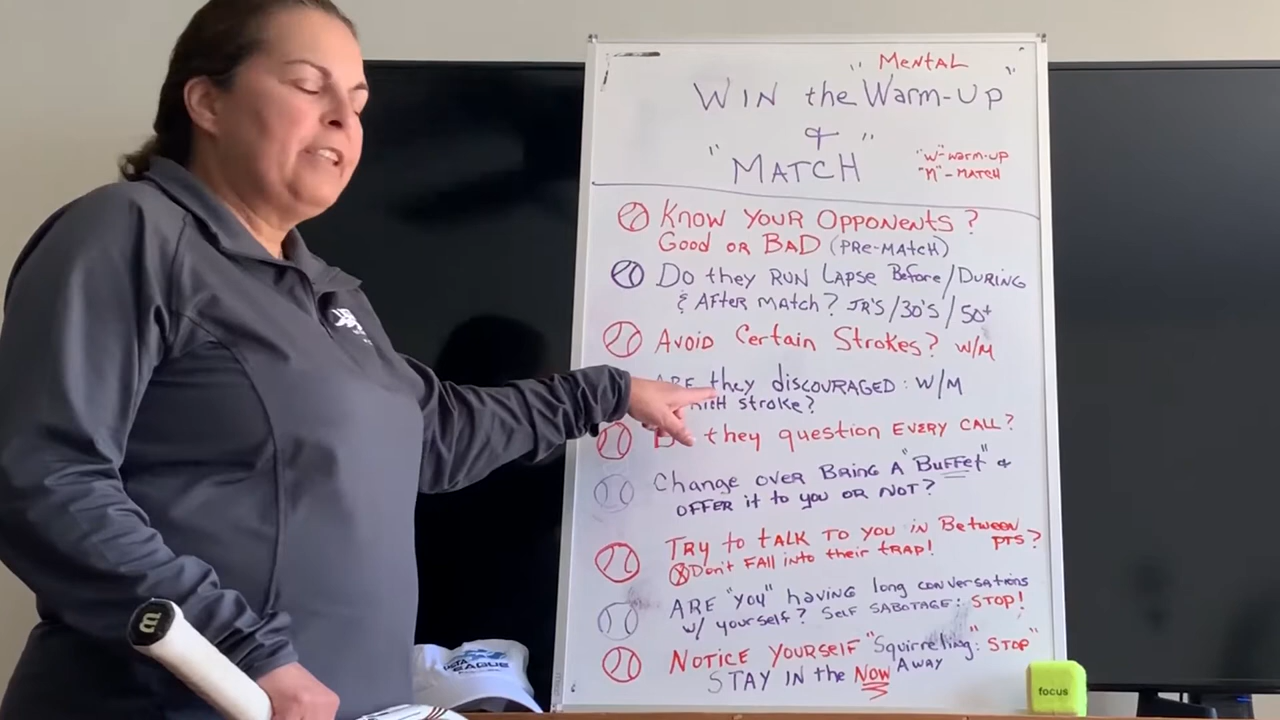 "Mental"
Win the Warm-Up
&
"Match"
"W"-Warm-up
"M"-Match
Know Your Opponents?
Good or Bad (Pre-Match)
Do they Run Lapse Before/During
& After Match? Jr's/30's/50+
Avoid Certain Strokes? W/M
Are they discouraged: W/M
stroke?
they question every call?
Change over Bring a "Buffet" &
offer it to you or not?
Try to talk to you in Between pts?
Don't fall into their trap!
Are "you" having long conversations
w/ yourself? Self sabotage: Stop!
Notice Yourself "Squirreling: Stop"
Stay in the Now Away
USTA
League
focus